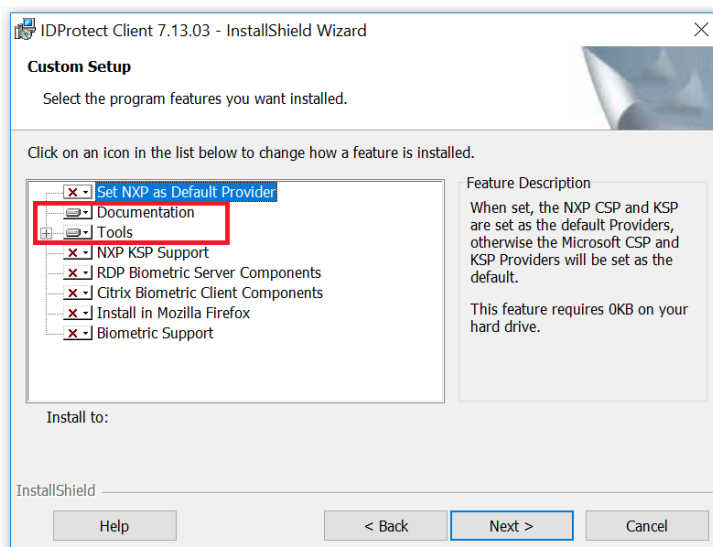 IDProtect Client 7.13.03 - InstallShield Wizard
Custom Setup
Select the program features you want installed.
Click on an icon in the list below to change how a feature is installed.
Set NXP as Default Provider
Documentation
Tools
NXP KSP Support
RDP Biometric Server Components
Citrix Biometric Client Components
Install in Mozilla Firefox
Biometric Support
Feature Description
When set, the NXP CSP and KSP
are set as the default Providers,
otherwise the Microsoft CSP and
KSP Providers will be set as the
default.
This feature requires 0KB on your
hard drive.
Install to:
InstallShield
Help
< Back
Next >
Cancel